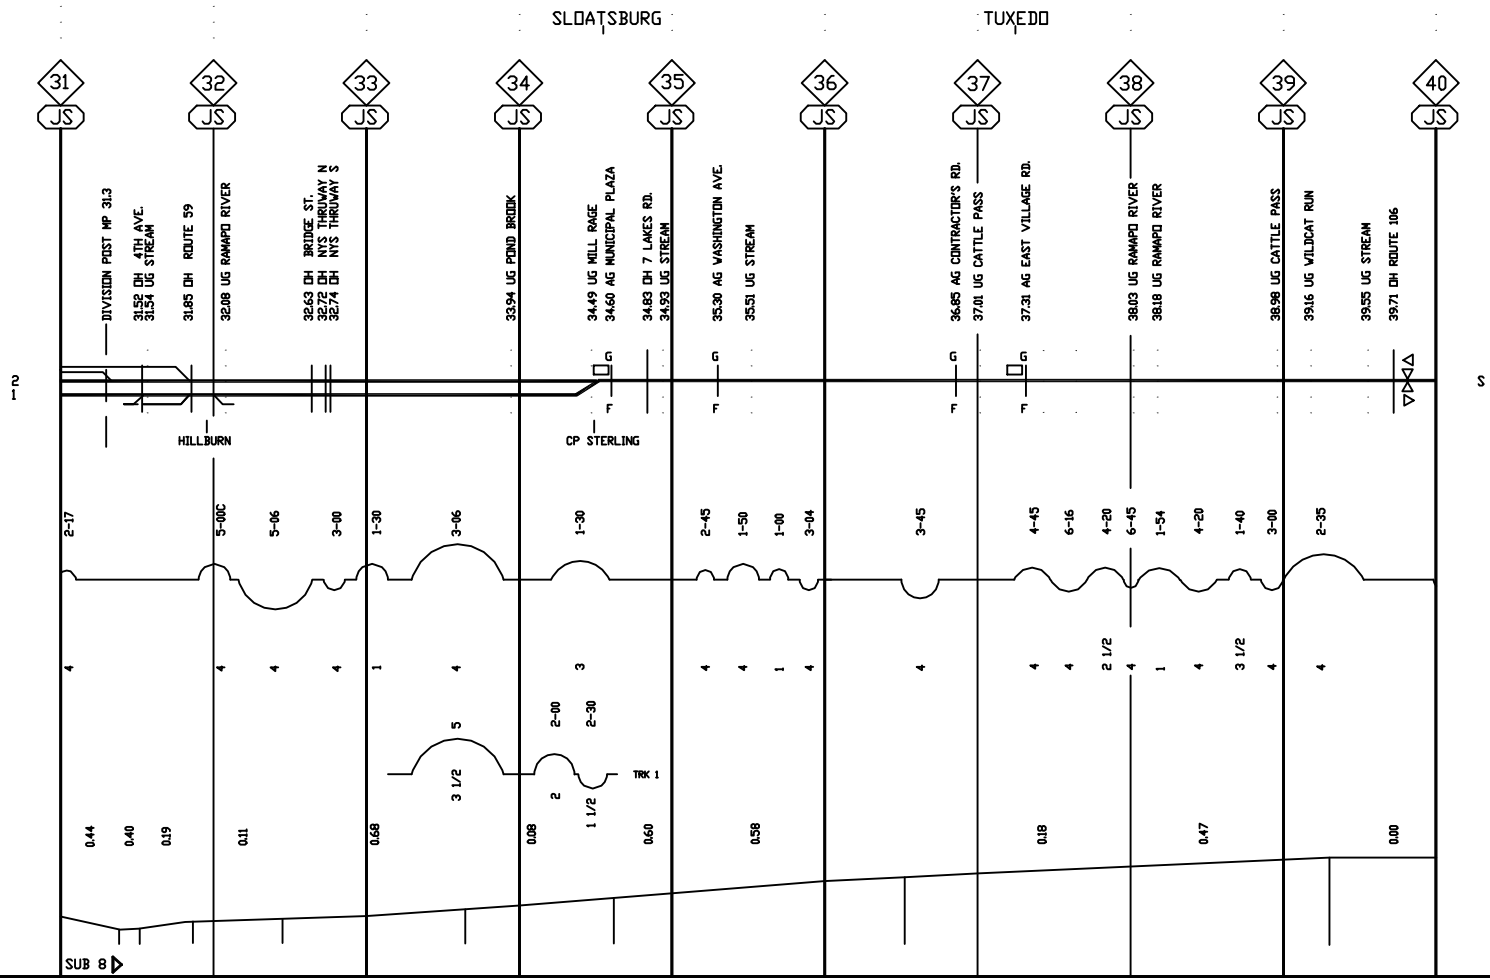 SLOATSBURG
TUXEDO
31
32
33
34
35
36
37
38
39
40
JS
JS
JS
JS
JS
JS
JS
JS
JS
JS
DIVISION POST MP 31.3
31.52 OH 4TH AVE.
31.54 UG STREAM
31.85 OH ROUTE 59
32.08 UG RAMAPO RIVER
32.63 OH BRIDGE ST.
32.72 OH NYS THRUWAY N
32.74 OH NYS THRUWAY S
33.94 UG POND BROOK
34.49 UG MILL RAGE
34.60 AG MUNICIPAL PLAZA
34.83 OH 7 LAKES RD.
34.93 UG STREAM
35.30 AG WASHINGTON AVE.
35.51 UG STREAM
36.85 AG CONTRACTOR'S RD.
37.01 UG CATTLE PASS
37.31 AG EAST VILLAGE RD.
38.03 UG RAMAPO RIVER
38.18 UG RAMAPO RIVER
38.98 UG CATTLE PASS
39.16 UG WILDCAT RUN
39.55 UG STREAM
39.71 OH ROUTE 106
G
G
G
G
2
1
S
F
F
F
F
HILLBURN
CP STERLING
2-17
5-00C
5-06
3-00
1-30
3-06
1-30
2-45
1-50
1-00
3-04
3-45
4-45
6-16
4-20
6-45
1-54
4-20
1-40
3-00
2-35
4
4
4
4
1
4
3
4
4
1
4
4
4
4
2 1/2
4
1
4
3 1/2
4
4
5
2-00
2-30
TRK 1
3 1/2
2
1 1/2
0.44
0.40
0.19
0.11
0.68
0.08
0.60
0.58
0.18
0.47
0.00
SUB 8